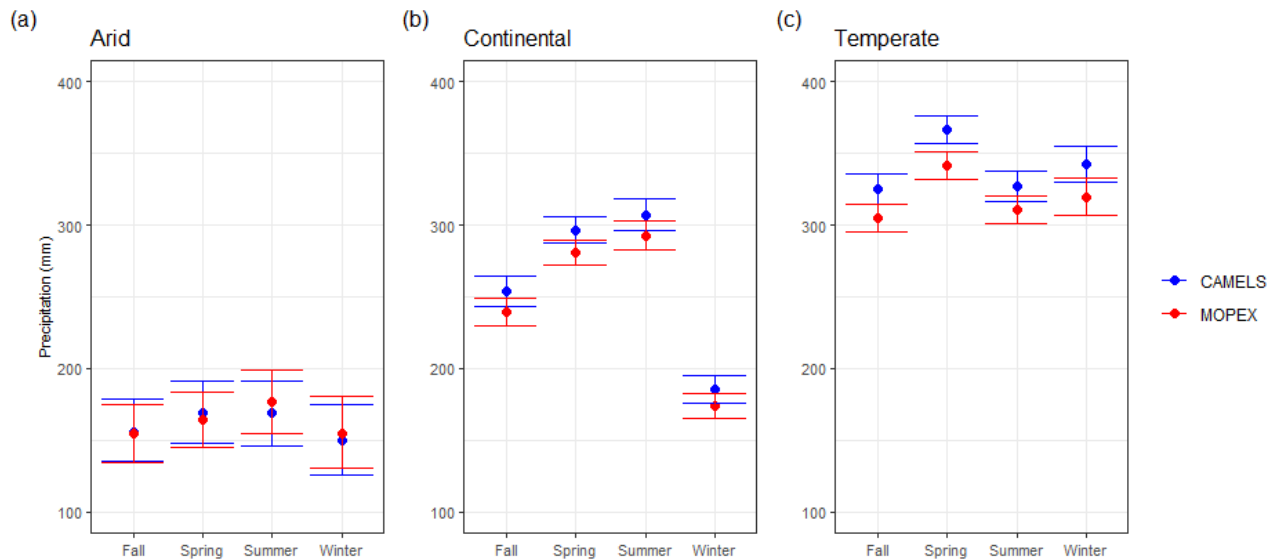 (a)
Arid
(b)
Continental
(c)
Temperate
Precipitation (mm)
400
300
200
100
Fall Spring Summer Winter
400
300
200
100
Fall Spring Summer Winter
400
300
200
100
Fall Spring Summer Winter
CAMELS
MOPEX